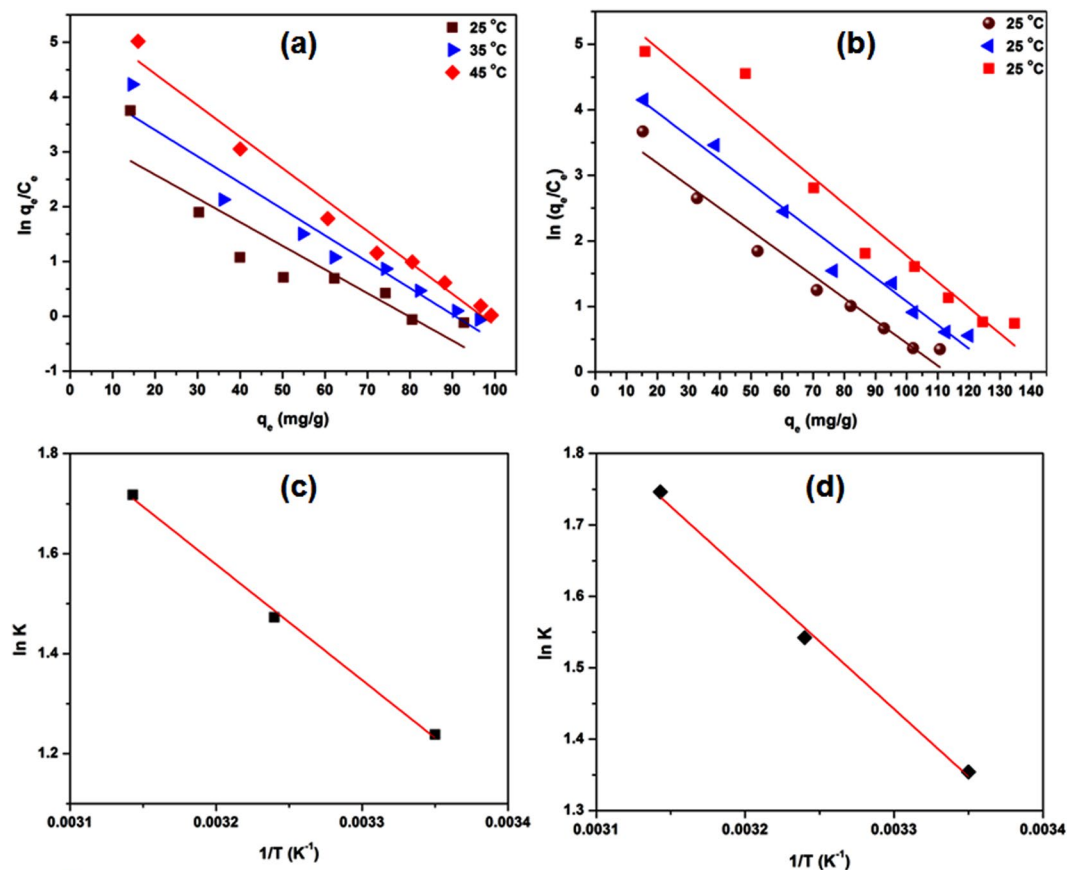 (a)
25 °C
35 °C
45 °C
ln qe/Ce
5
4
3
2
1
0
-1
0 10 20 30 40 50 60 70 80 90 100
qe (mg/g)
(b)
25 °C
25 °C
25 °C
ln (qe/Ce)
5
4
3
2
1
0
0 10 20 30 40 50 60 70 80 90 100 110 120 130 140
qe (mg/g)
(c)
ln K
1.8
1.6
1.4
1.2
0.0031 0.0032 0.0033 0.0034
1/T (K-1)
(d)
ln K
1.8
1.7
1.6
1.5
1.4
1.3
0.0031 0.0032 0.0033 0.0034
1/T (K-1)